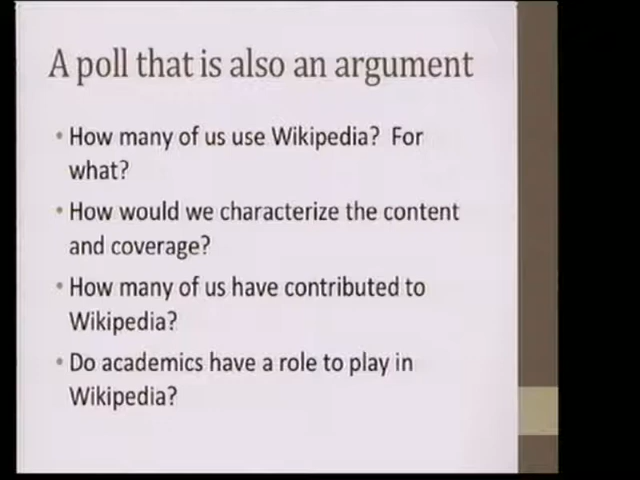 A poll that is also an argument
• How many of us use Wikipedia? For
what?
• How would we characterize the content
and coverage?
• How many of us have contributed to
Wikipedia?
• Do academics have a role to play in
Wikipedia?